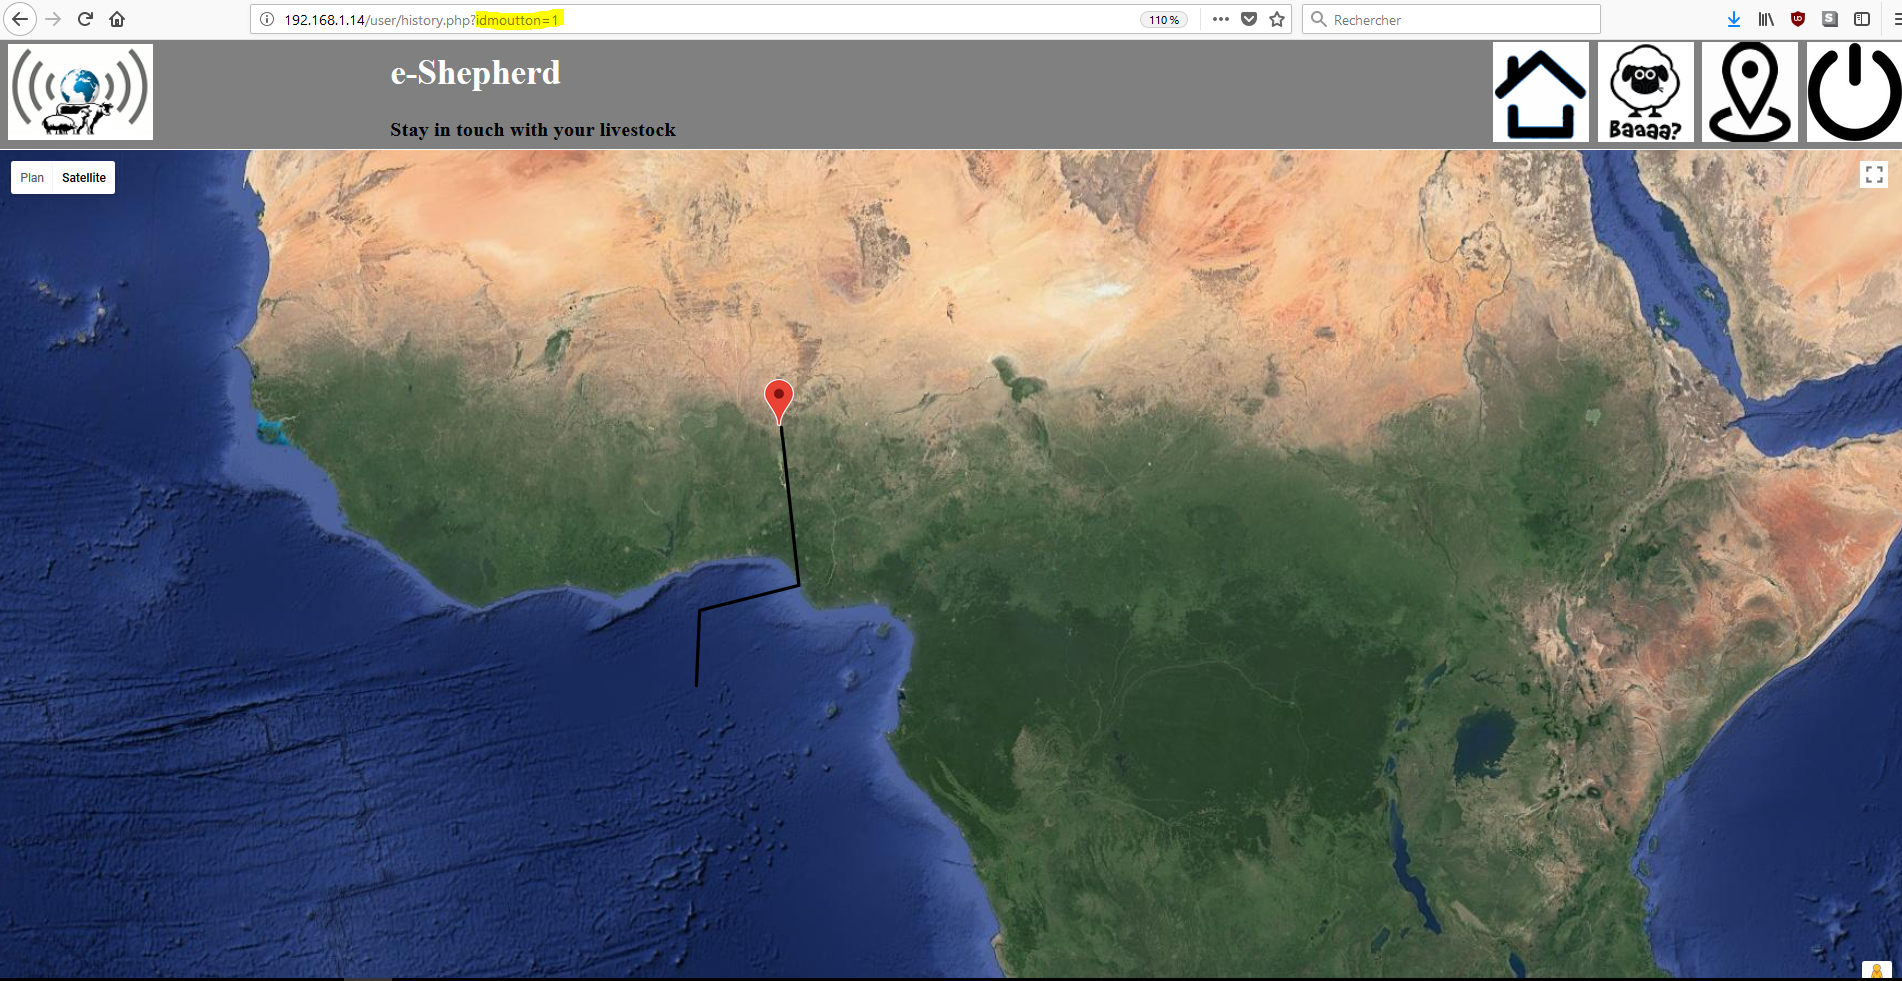 192.168.1.14/user/history.php?idmoutton=1
110 %
Rechercher
e-Shepherd
Stay in touch with your livestock
Baaaa?
Plan
Satellite